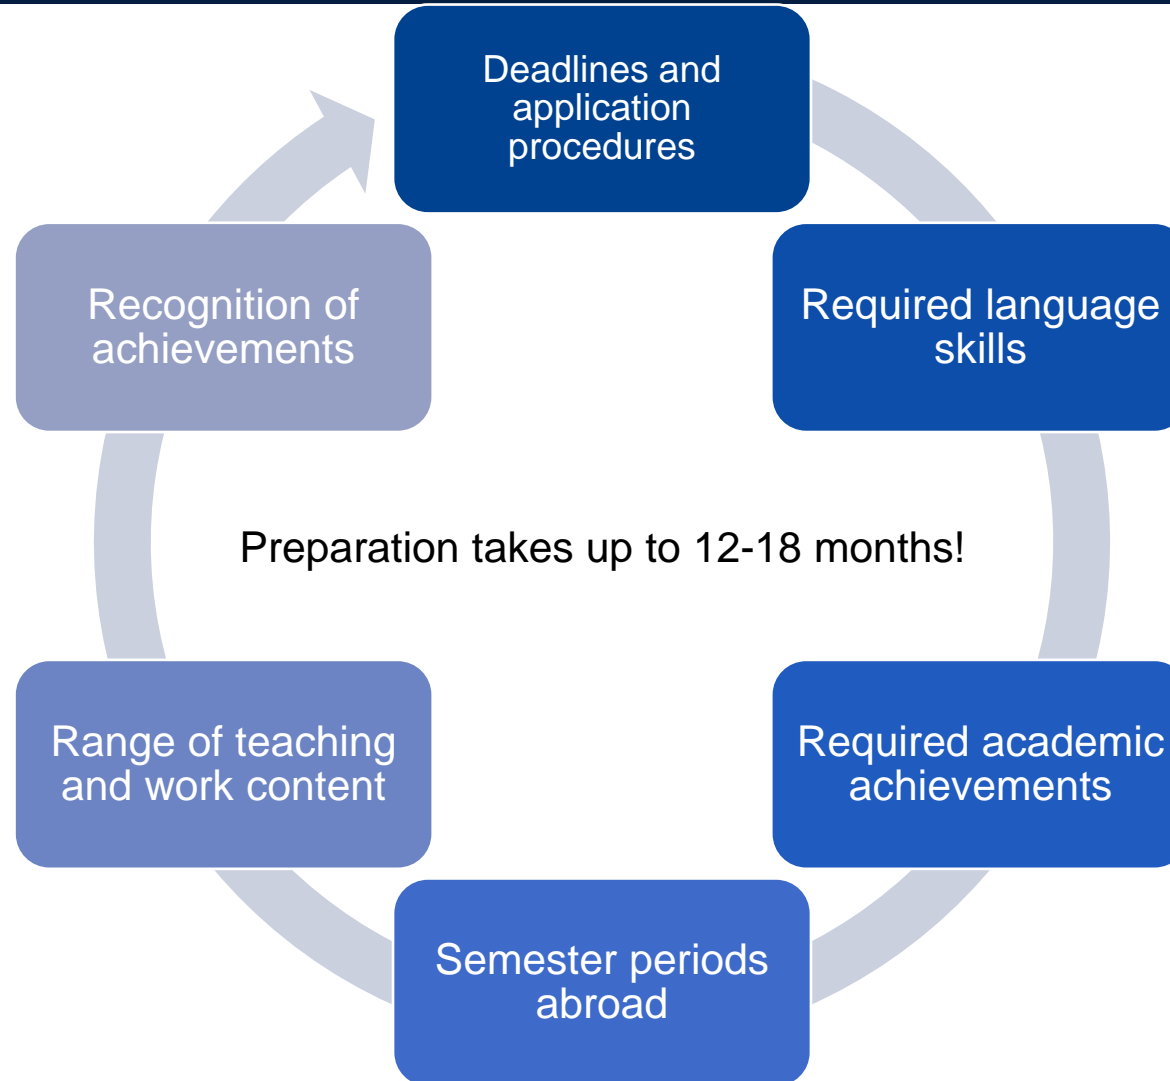 Deadlines and
application
procedures
Required language
skills
Required academic
achievements
Semester periods
abroad
Range of teaching
and work content
Recognition of
achievements
Preparation takes up to 12-18 months!